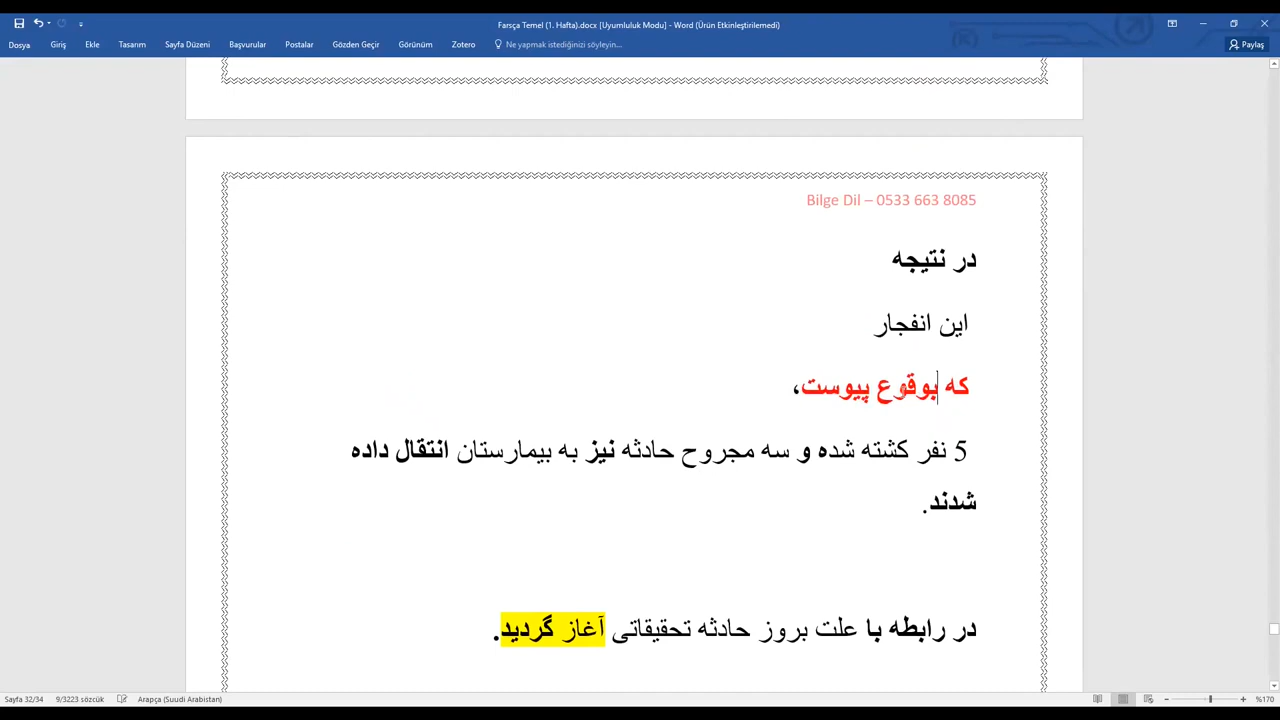 Farsça Temel (1. Hafta).docx [Uyumluluk Modu] - Word (Ürün Etkinleştirilemedi)
Dosya Giriş Ekle Tasarım Sayfa Düzeni Başvurular Postalar Gözden Geçir Görünüm Zotero Ne yapmak istediğinizi söyleyin... Paylaş
Bilge Dil – 0533 663 8085
در نتیجه
این انفجار
که بوقوع پیوست،
5 نفر کشته شده و سه مجروح حادثه نیز به بیمارستان انتقال داده
شدند.
در رابطه با علت بروز حادثه تحقیقاتی آغاز گردید.
Sayfa 32/34 9/3223 sözcük Arapça (Suudi Arabistan) %170